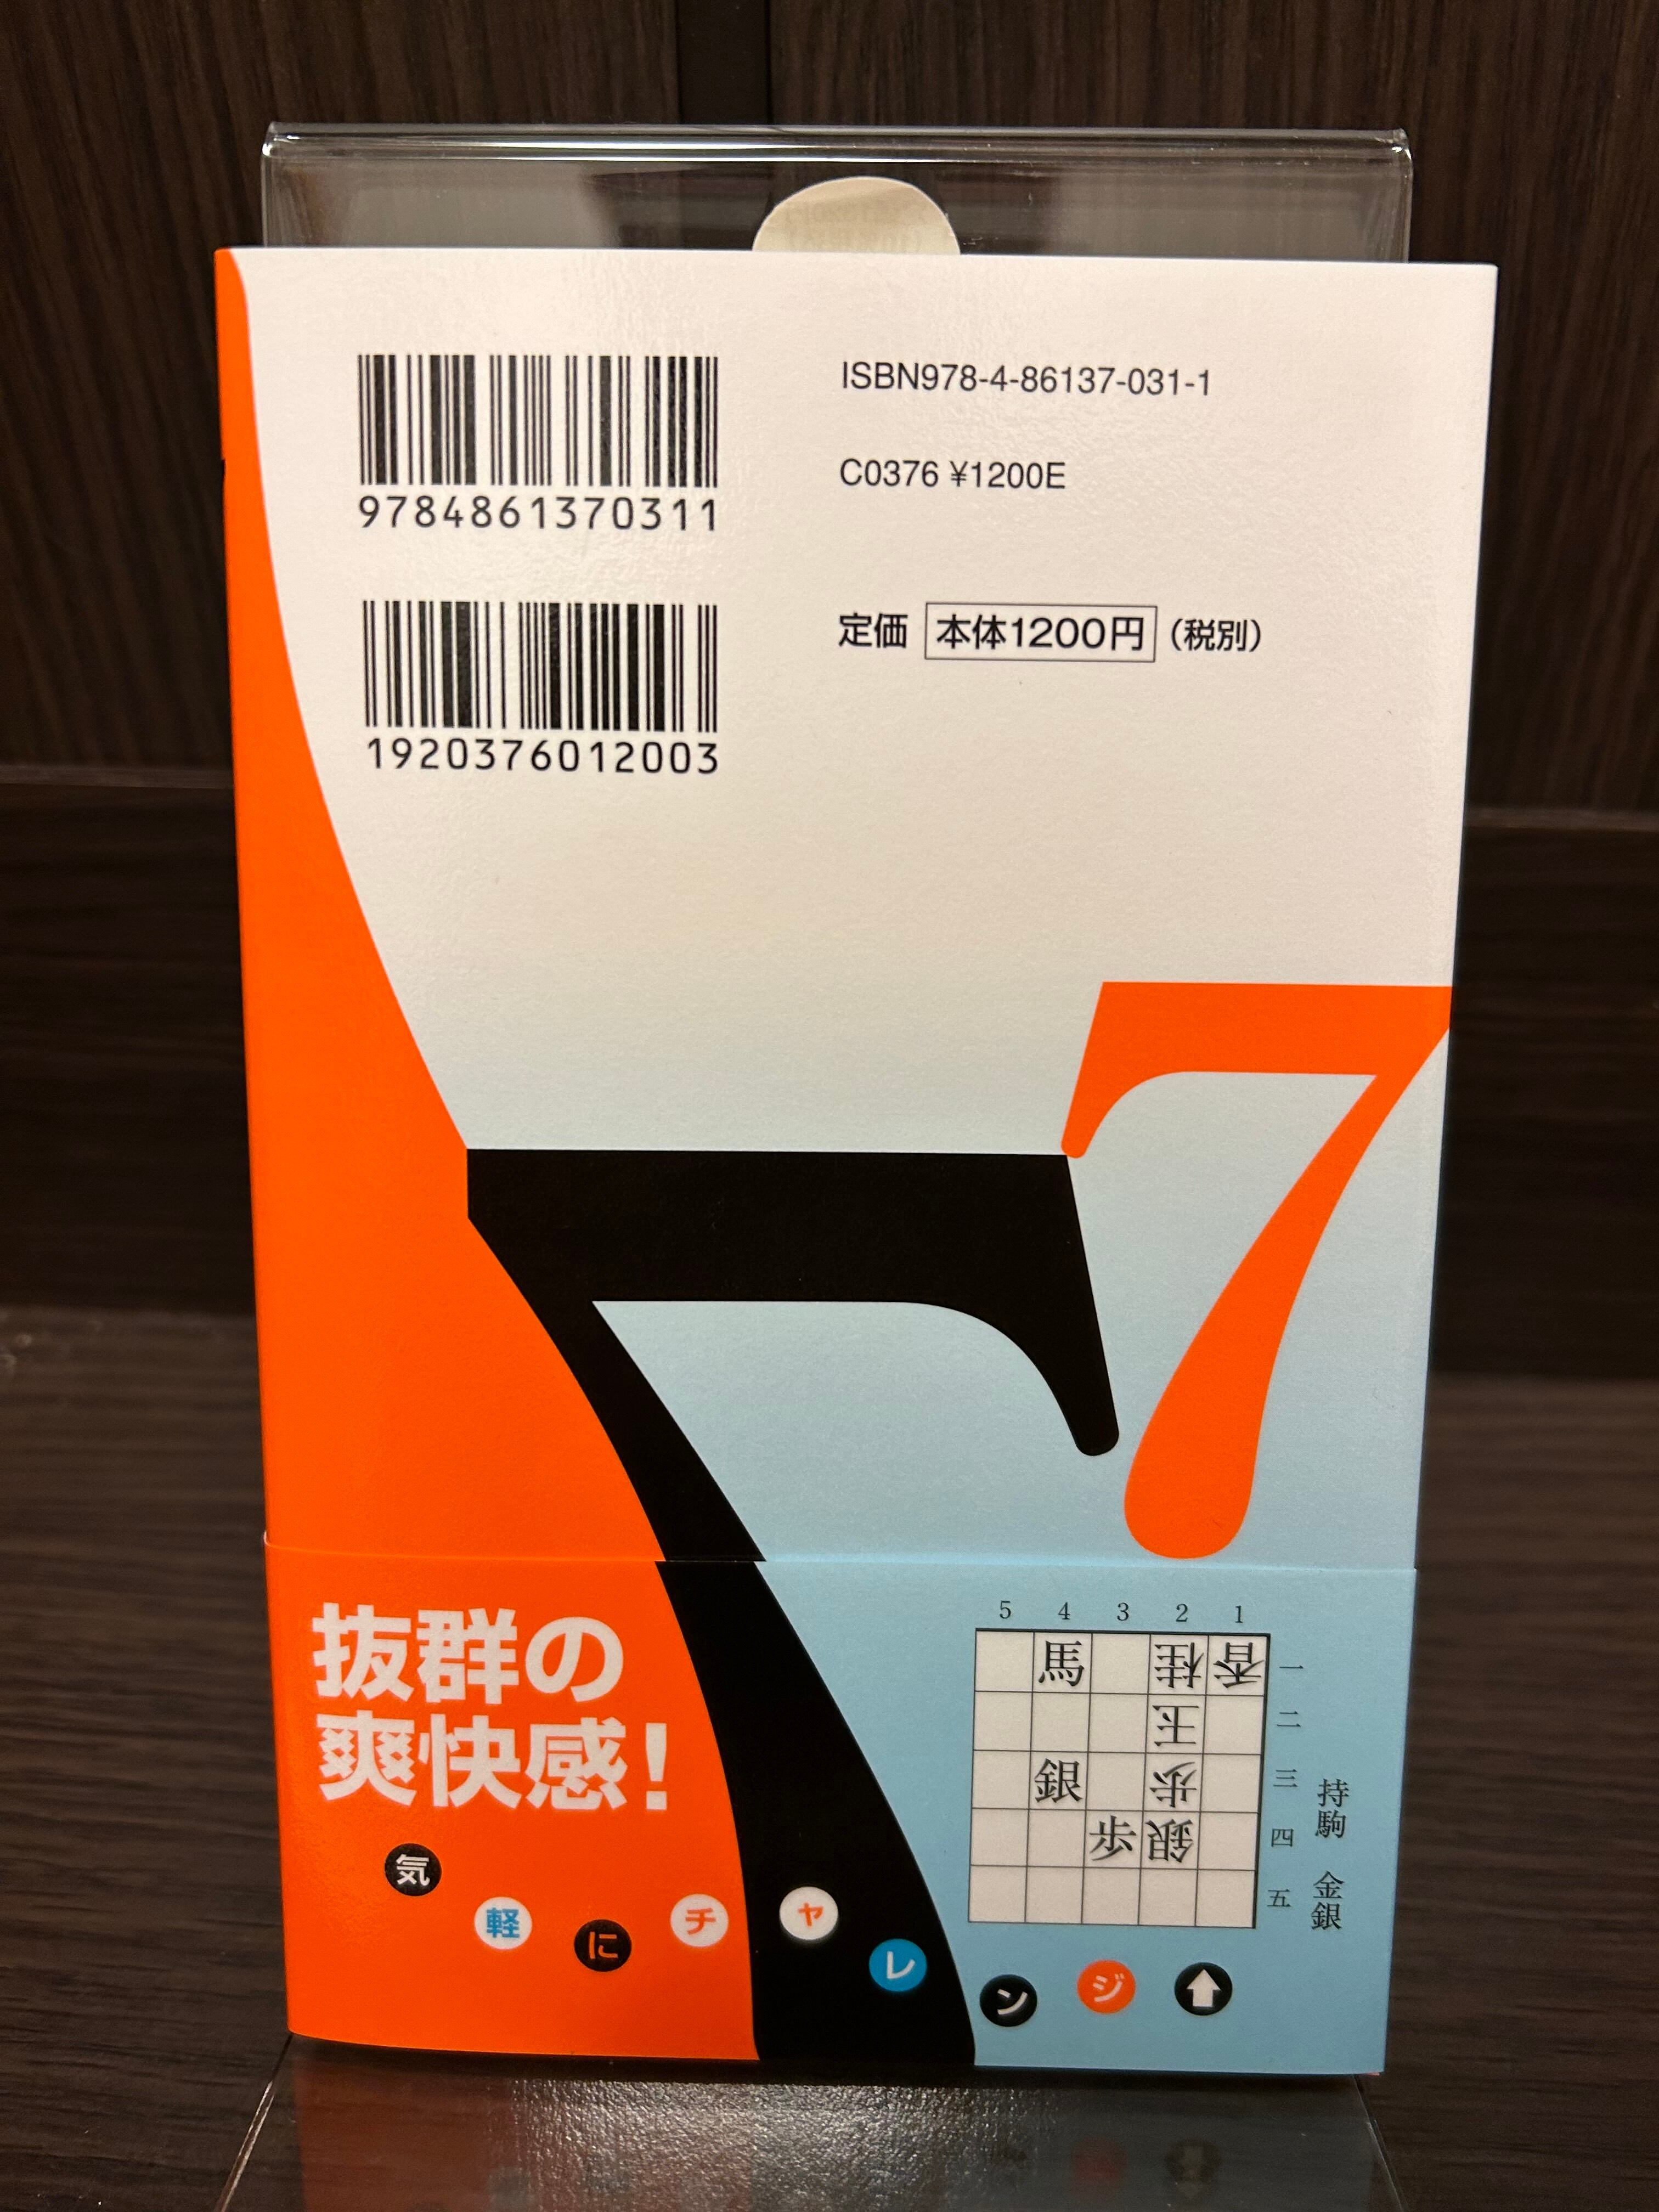 ISBN978-4-86137-031-1
9784861370311
C0376 ¥1200E
定価 本体1200円 (税別)
1920376012003
7
7
抜群の
爽快感!
気軽にチャレンジ
5 4 3 2 1
馬 桂 香 一
王 二
銀 歩 三
歩 銀 四
五
持駒 金銀